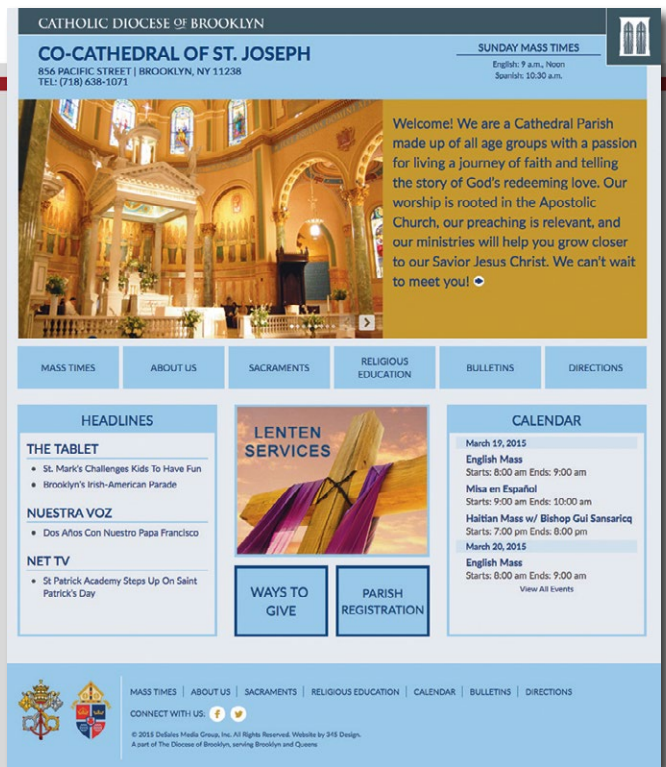 CATHOLIC DIOCESE OF BROOKLYN
CO-CATHEDRAL OF ST. JOSEPH
856 PACIFIC STREET | BROOKLYN, NY 11238
TEL: (718) 638-1071
SUNDAY MASS TIMES
English: 9 a.m., Noon
Spanish: 10:30 a.m.
Welcome! We are a Cathedral Parish
made up of all age groups with a passion
for living a journey of faith and telling
the story of God's redeeming love. Our
worship is rooted in the Apostolic
Church, our preaching is relevant, and
our ministries will help you grow closer
to our Savior Jesus Christ. We can't wait
to meet you!
MASS TIMES
ABOUT US
SACRAMENTS
RELIGIOUS
EDUCATION
BULLETINS
DIRECTIONS
HEADLINES
THE TABLET
• St. Mark's Challenges Kids To Have Fun
• Brooklyn's Irish-American Parade
NUESTRA VOZ
• Dos Años Con Nuestro Papa Francisco
NET TV
• St Patrick Academy Steps Up On Saint
Patrick's Day
LENTEN
SERVICES
WAYS TO
GIVE
PARISH
REGISTRATION
CALENDAR
March 19, 2015
English Mass
Starts: 8:00 am Ends: 9:00 am
Misa en Español
Starts: 9:00 am Ends: 10:00 am
Haitian Mass w/ Bishop Gui Sansaricq
Starts: 7:00 pm Ends: 8:00 pm
March 20, 2015
English Mass
Starts: 8:00 am Ends: 9:00 am
View All Events
MASS TIMES | ABOUT US | SACRAMENTS | RELIGIOUS EDUCATION | CALENDAR | BULLETINS | DIRECTIONS
CONNECT WITH US:
© 2015 DeSales Media Group, Inc. All Rights Reserved. Website by 345 Design.
A part of The Diocese of Brooklyn, serving Brooklyn and Queens